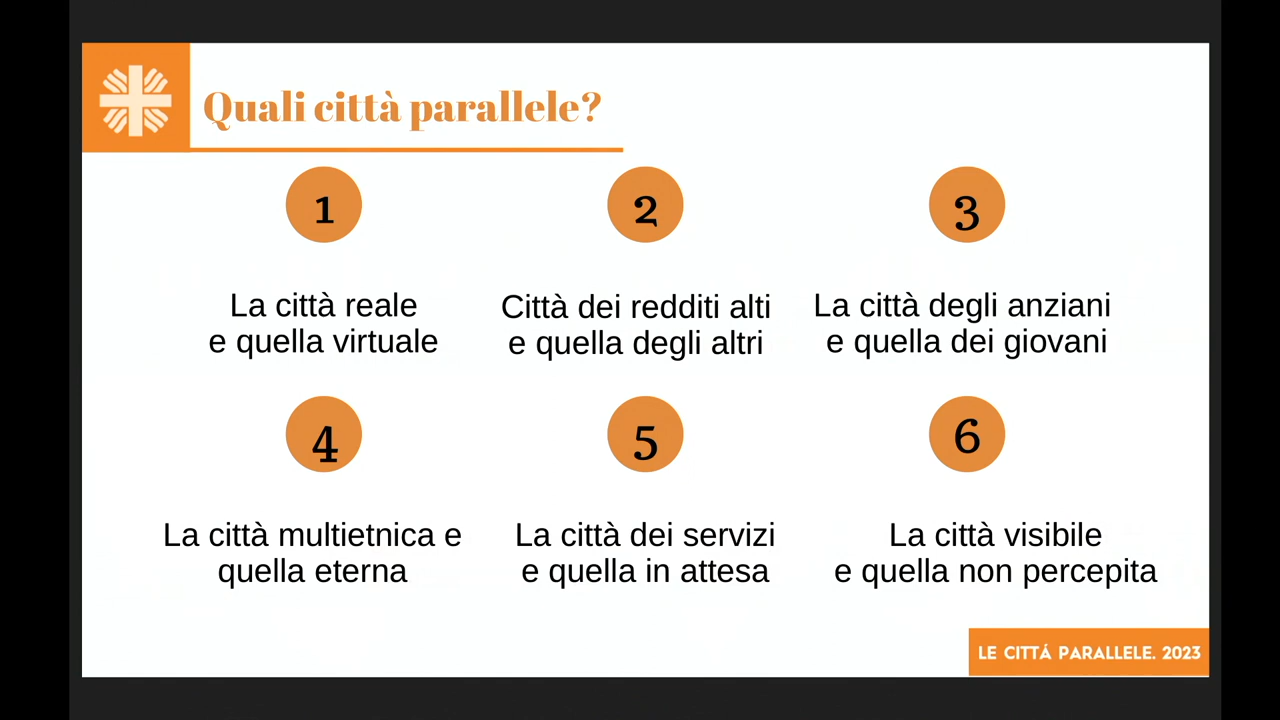 Quali città parallele?
1
2
3
La città reale
e quella virtuale
Città dei redditi alti
e quella degli altri
La città degli anziani
e quella dei giovani
4
5
6
La città multietnica e
quella eterna
La città dei servizi
e quella in attesa
La città visibile
e quella non percepita
LE CITTÁ PARALLELE. 2023